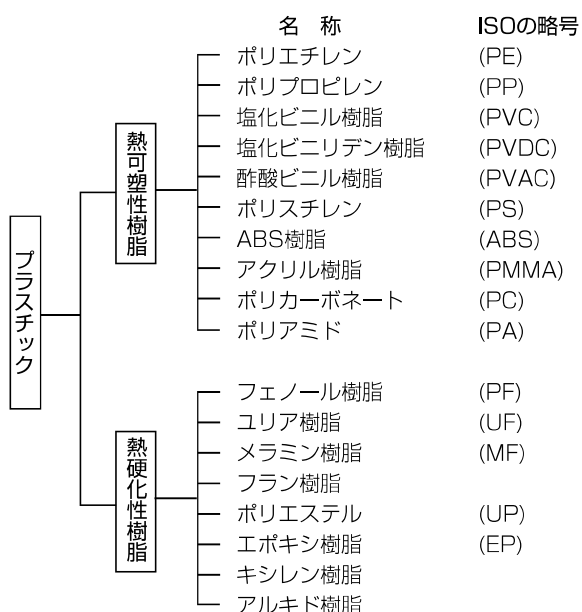 名 称 ISOの略号
ポリエチレン (PE)
ポリプロピレン (PP)
塩化ビニル樹脂 (PVC)
塩化ビニリデン樹脂 (PVDC)
酢酸ビニル樹脂 (PVAC)
ポリスチレン (PS)
ABS樹脂 (ABS)
アクリル樹脂 (PMMA)
ポリカーボネート (PC)
ポリアミド (PA)
熱可塑性樹脂
プラスチック
フェノール樹脂 (PF)
ユリア樹脂 (UF)
メラミン樹脂 (MF)
フラン樹脂
ポリエステル (UP)
エポキシ樹脂 (EP)
キシレン樹脂
アルキド樹脂
熱硬化性樹脂